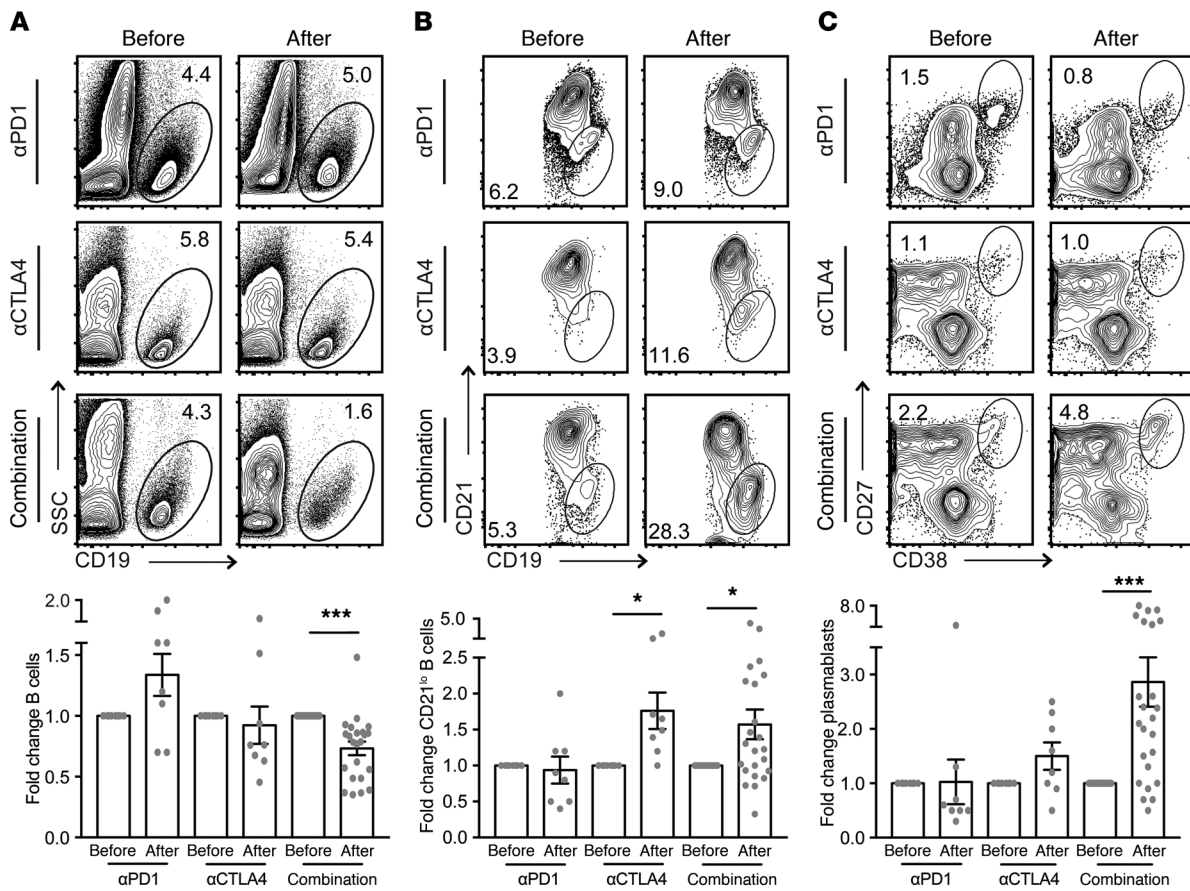 A
Before After
αPD1
4.4
5.0
αCTLA4
5.8
5.4
Combination
4.3
1.6
SSC
CD19
2.0
1.5
1.0
0.5
0.0
Fold change B cells
***
Before After Before After Before After
αPD1 αCTLA4 Combination
B
Before After
αPD1
6.2
9.0
αCTLA4
3.9
11.6
Combination
5.3
28.3
CD21
CD19
5.0
2.5
2.0
1.5
1.0
0.5
0.0
Fold change CD21lo B cells
*
*
Before After Before After Before After
αPD1 αCTLA4 Combination
C
Before After
αPD1
1.5
0.8
αCTLA4
1.1
1.0
Combination
2.2
4.8
CD27
CD38
8.0
3.0
2.0
1.0
0.0
Fold change plasmablasts
***
Before After Before After Before After
αPD1 αCTLA4 Combination